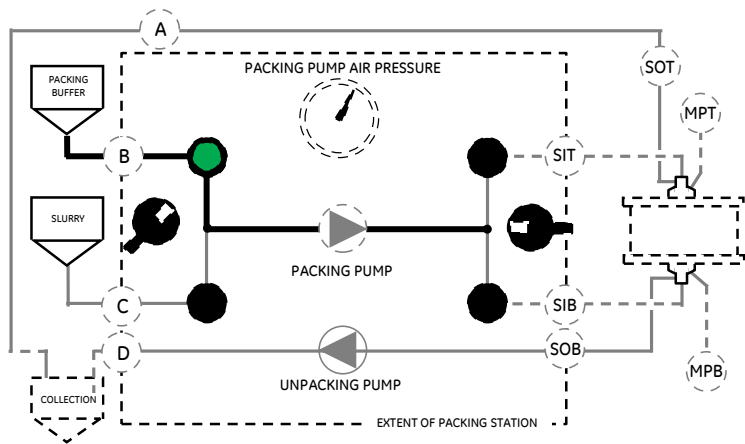 A
SOT
PACKING
BUFFER
PACKING PUMP AIR PRESSURE
MPT
B
SIT
SLURRY
PACKING PUMP
C
SIB
D
SOB
UNPACKING PUMP
MPB
COLLECTION
EXTENT OF PACKING STATION